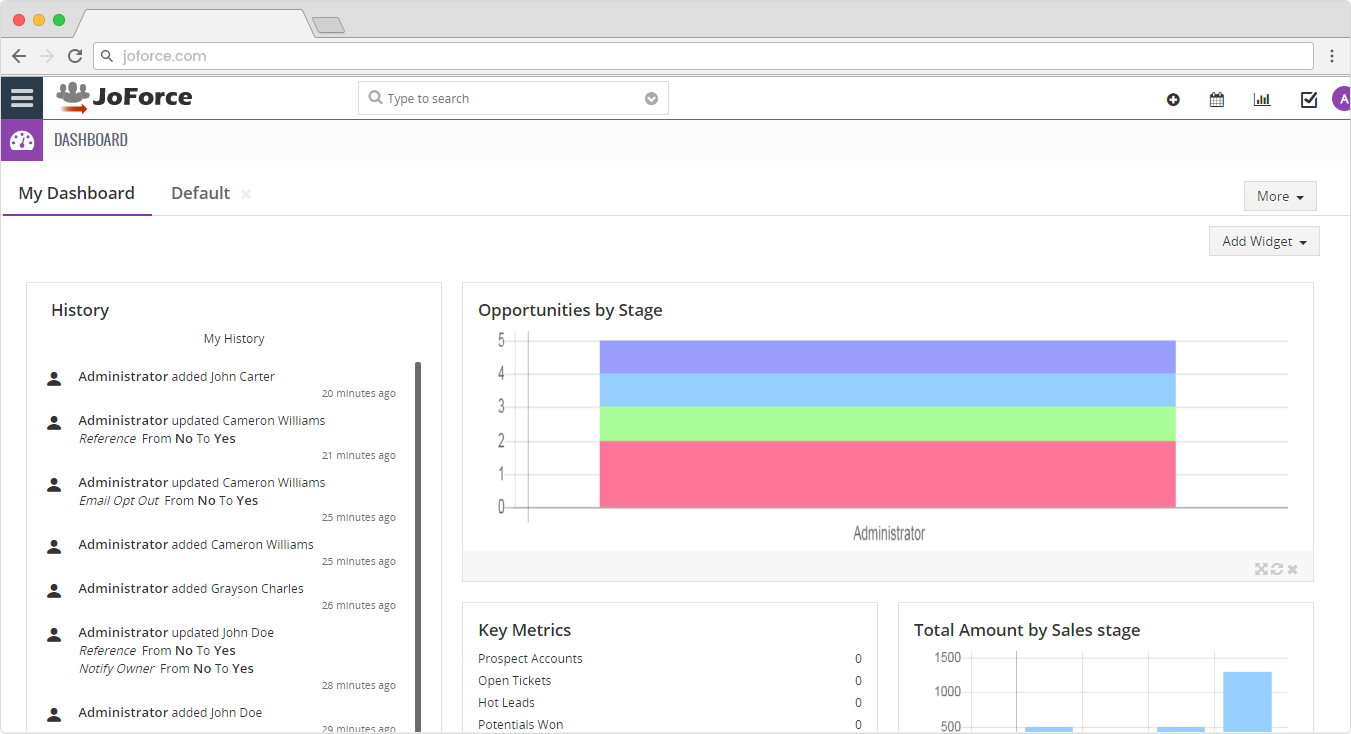 joforce.com
JoForce
Type to search
A
DASHBOARD
My Dashboard
Default
More
Add Widget
History
My History
Administrator added John Carter
20 minutes ago
Administrator updated Cameron Williams
Reference From No To Yes
21 minutes ago
Administrator updated Cameron Williams
Email Opt Out From No To Yes
25 minutes ago
Administrator added Cameron Williams
25 minutes ago
Administrator added Grayson Charles
26 minutes ago
Administrator updated John Doe
Reference From No To Yes
Notify Owner From No To Yes
28 minutes ago
Administrator added John Doe
29 minutes ago
Opportunities by Stage
5
4
3
2
1
0
Administrator
Key Metrics
Prospect Accounts 0
Open Tickets 0
Hot Leads 0
Potentials Won 0
Total Amount by Sales stage
1500
1000
500